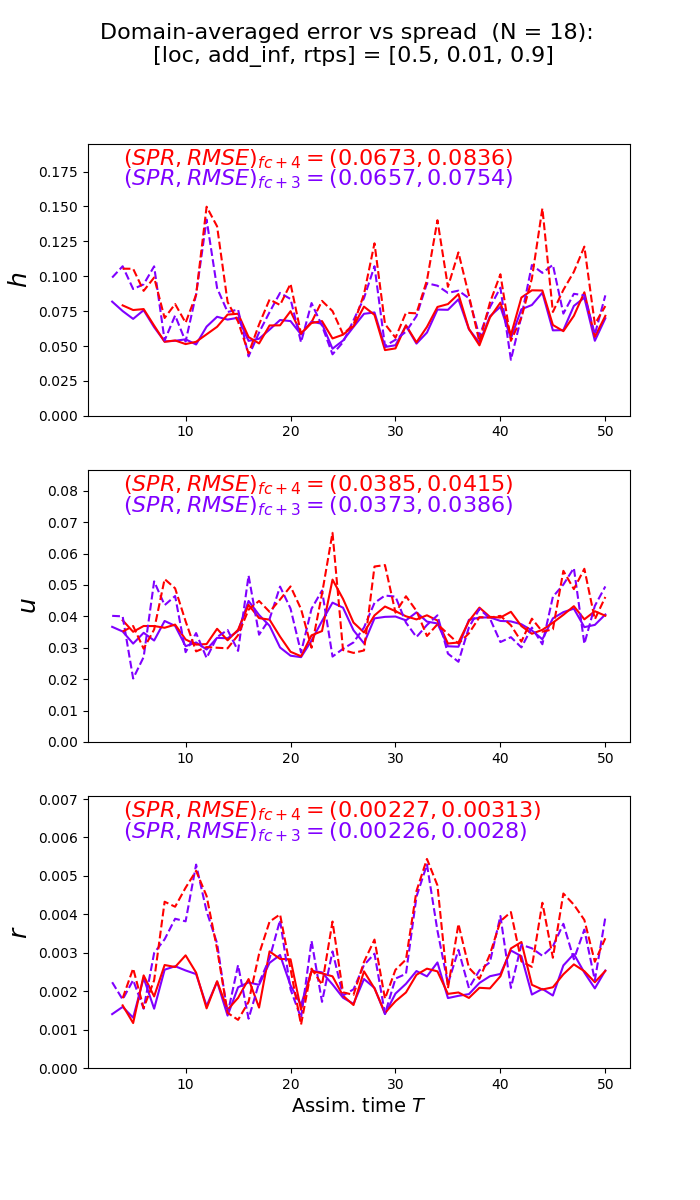 Domain-averaged error vs spread (N = 18):
[loc, add_inf, rtps] = [0.5, 0.01, 0.9]
(SPR, RMSE)fc+4 = (0.0673, 0.0836)
(SPR, RMSE)fc+3 = (0.0657, 0.0754)
0.175
0.150
0.125
0.100
0.075
0.050
0.025
0.000
h
10 20 30 40 50
(SPR, RMSE)fc+4 = (0.0385, 0.0415)
(SPR, RMSE)fc+3 = (0.0373, 0.0386)
0.08
0.07
0.06
0.05
0.04
0.03
0.02
0.01
0.00
u
10 20 30 40 50
(SPR, RMSE)fc+4 = (0.00227, 0.00313)
(SPR, RMSE)fc+3 = (0.00226, 0.0028)
0.007
0.006
0.005
0.004
0.003
0.002
0.001
0.000
r
10 20 30 40 50
Assim. time T